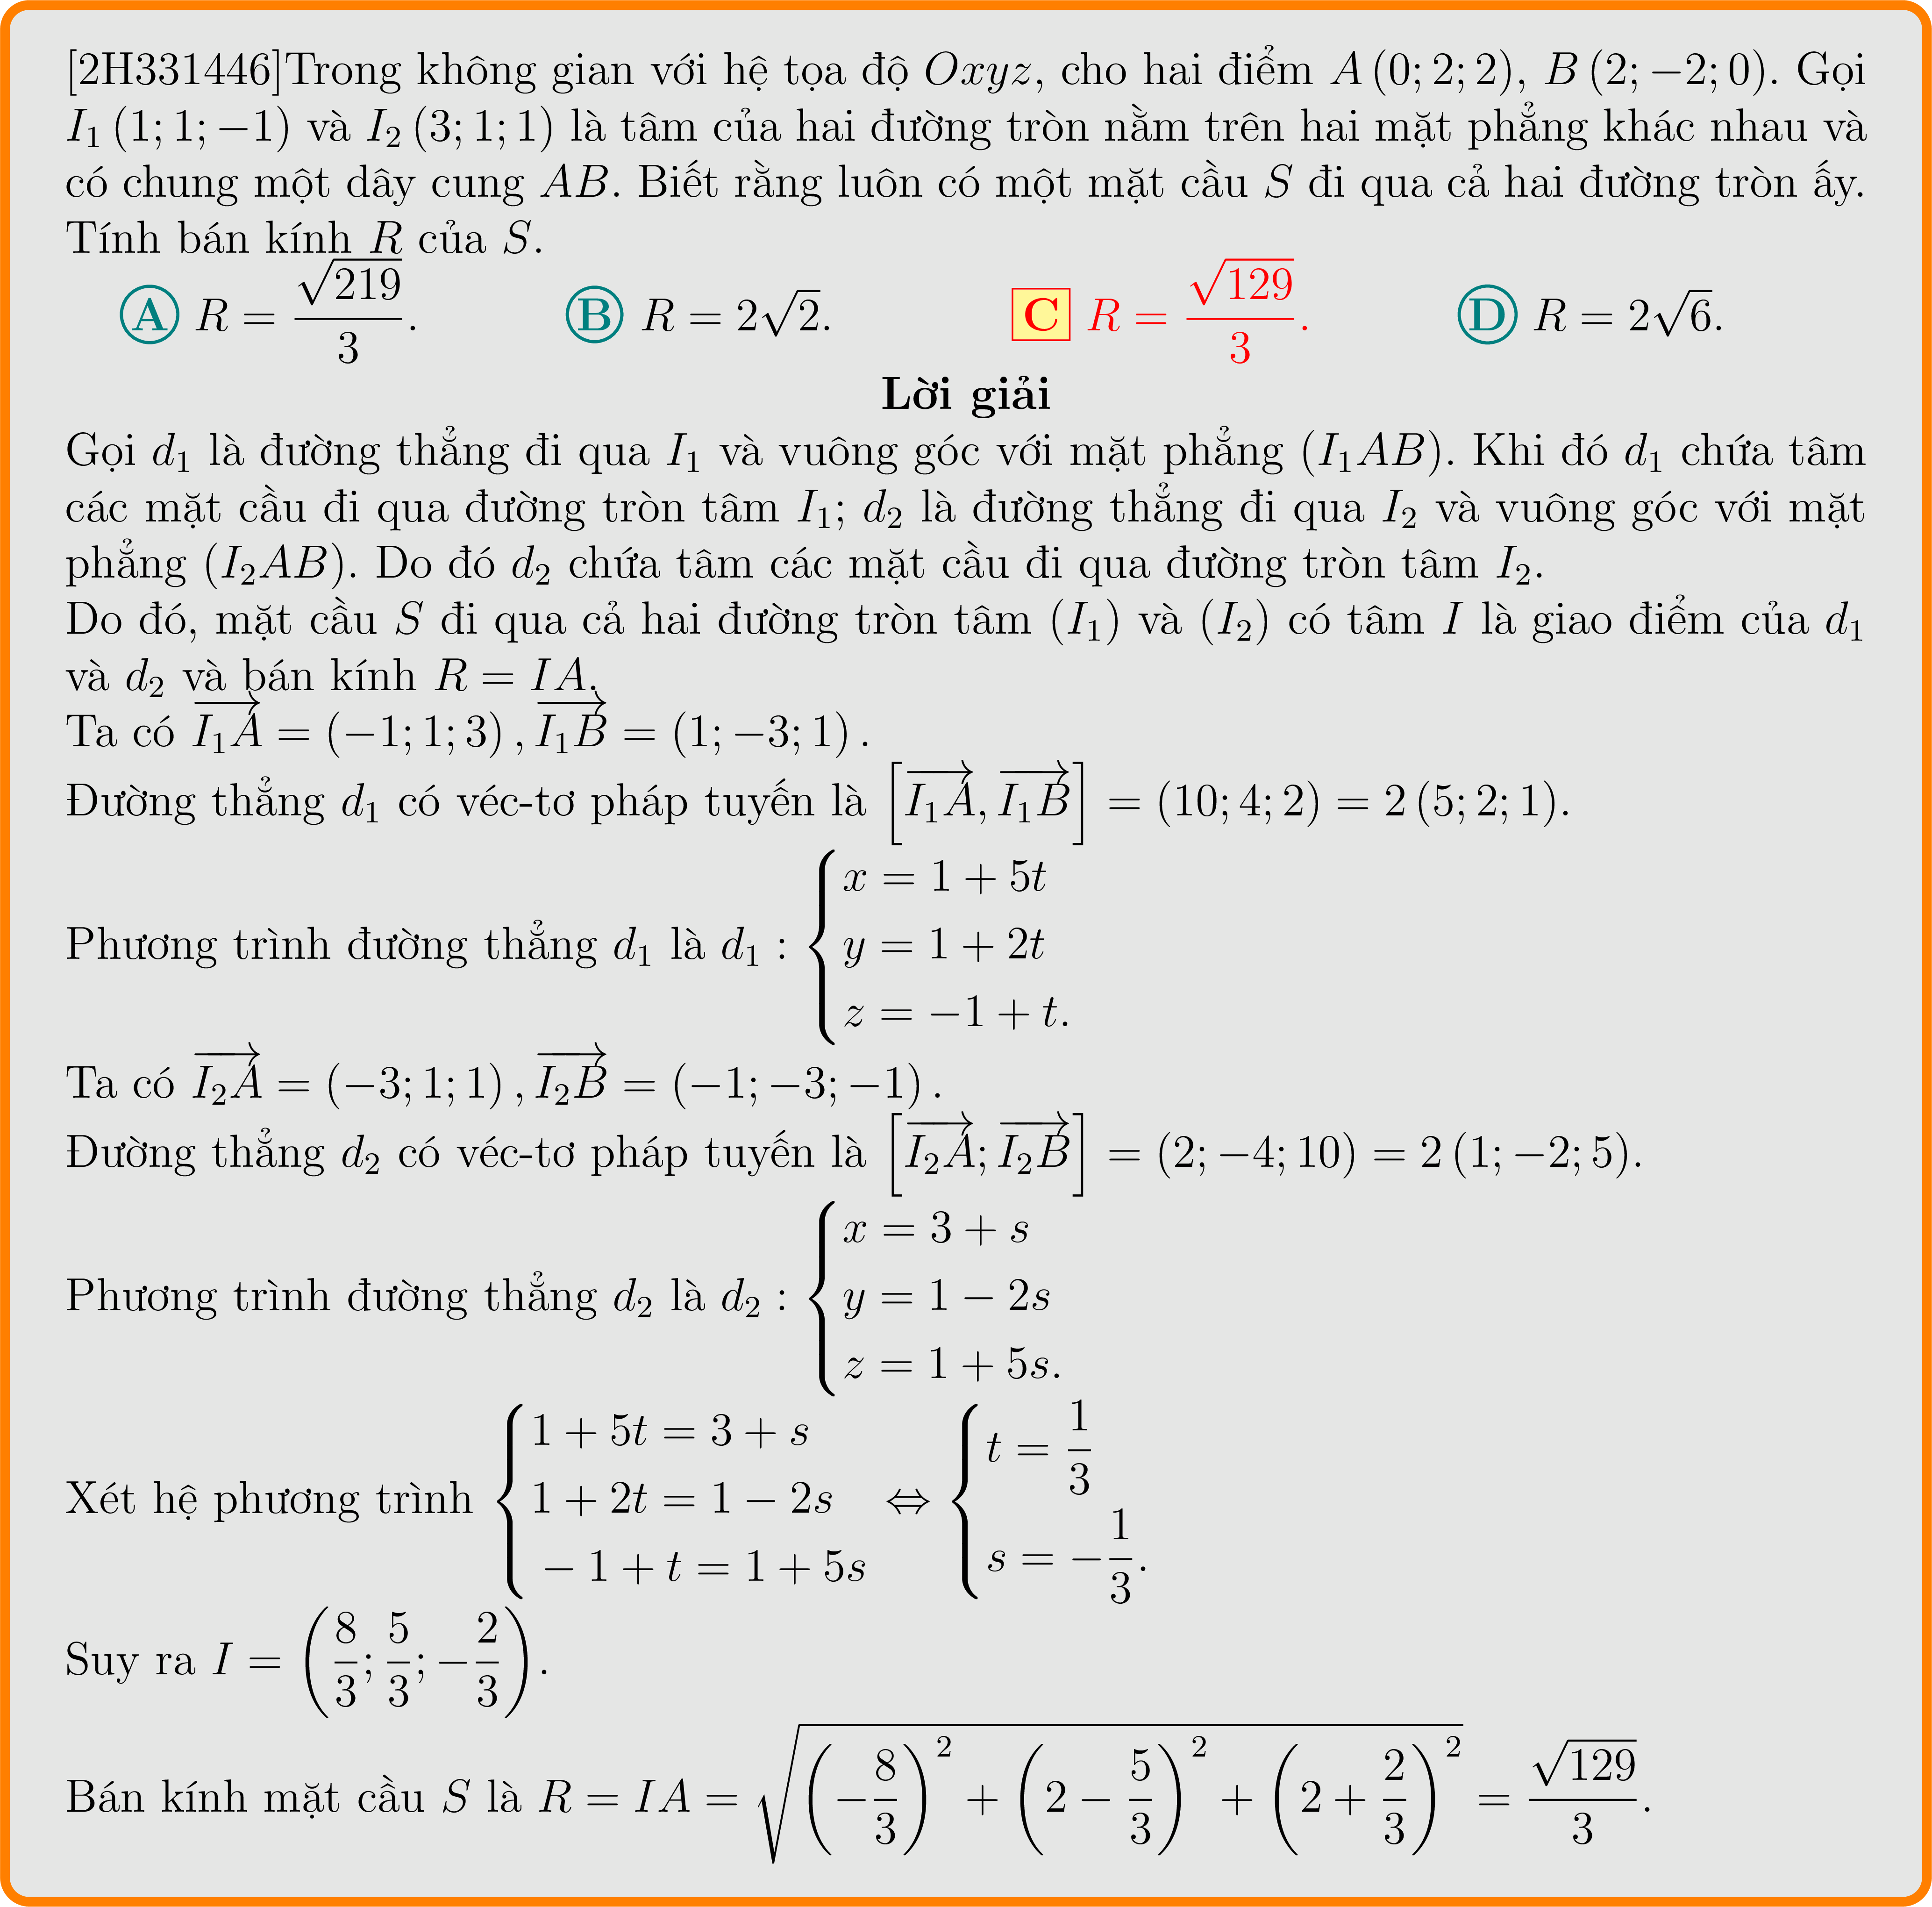 [2H331446]Trong không gian với hệ tọa độ $Oxyz$, cho hai điểm $A\,(0;2;2)$, $B\,(2;-2;0)$. Gọi
$I_1\,(1;1;-1)$ và $I_2\,(3;1;1)$ là tâm của hai đường tròn nằm trên hai mặt phẳng khác nhau và
có chung một dây cung $AB$. Biết rằng luôn có một mặt cầu $S$ đi qua cả hai đường tròn ấy.
Tính bán kính $R$ của $S$.
A $R = \dfrac{\sqrt{219}}{3}$. B $R = 2\sqrt{2}$. C $R = \dfrac{\sqrt{129}}{3}$. D $R = 2\sqrt{6}$.
Lời giải
Gọi $d_1$ là đường thẳng đi qua $I_1$ và vuông góc với mặt phẳng $(I_1AB)$. Khi đó $d_1$ chứa tâm
các mặt cầu đi qua đường tròn tâm $I_1$; $d_2$ là đường thẳng đi qua $I_2$ và vuông góc với mặt
phẳng $(I_2AB)$. Do đó $d_2$ chứa tâm các mặt cầu đi qua đường tròn tâm $I_2$.
Do đó, mặt cầu $S$ đi qua cả hai đường tròn tâm $(I_1)$ và $(I_2)$ có tâm $I$ là giao điểm của $d_1$
và $d_2$ và bán kính $R = IA$.
Ta có $\overrightarrow{I_1A} = (-1;1;3)\,, \overrightarrow{I_1B} = (1;-3;1)\,.$
Đường thẳng $d_1$ có véc-tơ pháp tuyến là $\left[\overrightarrow{I_1A}, \overrightarrow{I_1B}\right] = (10;4;2) = 2\,(5;2;1)$.
Phương trình đường thẳng $d_1$ là $d_1 : \begin{cases} x = 1 + 5t \\ y = 1 + 2t \\ z = -1 + t. \end{cases}$
Ta có $\overrightarrow{I_2A} = (-3;1;1)\,, \overrightarrow{I_2B} = (-1;-3;-1)\,.$
Đường thẳng $d_2$ có véc-tơ pháp tuyến là $\left[\overrightarrow{I_2A}; \overrightarrow{I_2B}\right] = (2;-4;10) = 2\,(1;-2;5)$.
Phương trình đường thẳng $d_2$ là $d_2 : \begin{cases} x = 3 + s \\ y = 1 - 2s \\ z = 1 + 5s. \end{cases}$
Xét hệ phương trình $\begin{cases} 1 + 5t = 3 + s \\ 1 + 2t = 1 - 2s \\ -1 + t = 1 + 5s \end{cases} \Leftrightarrow \begin{cases} t = \dfrac{1}{3} \\ s = -\dfrac{1}{3}. \end{cases}$
Suy ra $I = \left(\dfrac{8}{3}; \dfrac{5}{3}; -\dfrac{2}{3}\right)$.
Bán kính mặt cầu $S$ là $R = IA = \sqrt{\left(-\dfrac{8}{3}\right)^2 + \left(2 - \dfrac{5}{3}\right)^2 + \left(2 + \dfrac{2}{3}\right)^2} = \dfrac{\sqrt{129}}{3}$.